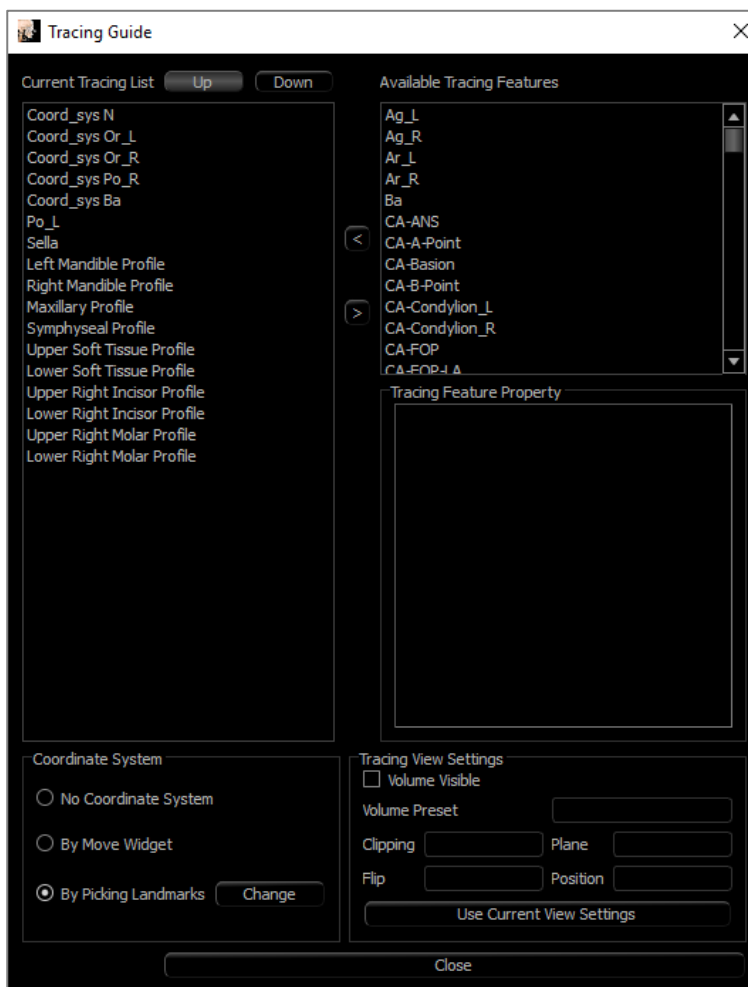 Tracing Guide
Current Tracing List
Up
Down
Available Tracing Features
Coord_sys N
Coord_sys Or_L
Coord_sys Or_R
Coord_sys Po_R
Coord_sys Ba
Po_L
Sella
Left Mandible Profile
Right Mandible Profile
Maxillary Profile
Symphyseal Profile
Upper Soft Tissue Profile
Lower Soft Tissue Profile
Upper Right Incisor Profile
Lower Right Incisor Profile
Upper Right Molar Profile
Lower Right Molar Profile
<
>
Ag_L
Ag_R
Ar_L
Ar_R
Ba
CA-ANS
CA-A-Point
CA-Basion
CA-B-Point
CA-Condylion_L
CA-Condylion_R
CA-FOP
CA-FOP-LA
Tracing Feature Property
Coordinate System
No Coordinate System
By Move Widget
By Picking Landmarks
Change
Tracing View Settings
Volume Visible
Volume Preset
Clipping
Plane
Flip
Position
Use Current View Settings
Close